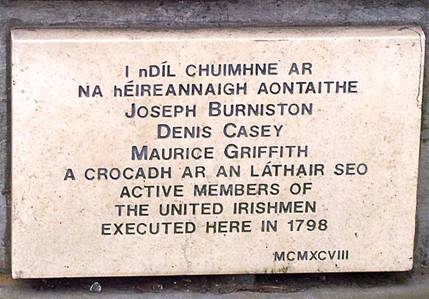 I nDÍL CHUIMHNE AR
NA hÉIREANNAIGH AONTAITHE
JOSEPH BURNISTON
DENIS CASEY
MAURICE GRIFFITH
A CROCADH AR AN LÁTHAIR SEO
ACTIVE MEMBERS OF
THE UNITED IRISHMEN
EXECUTED HERE IN 1798
MCMXCVIII